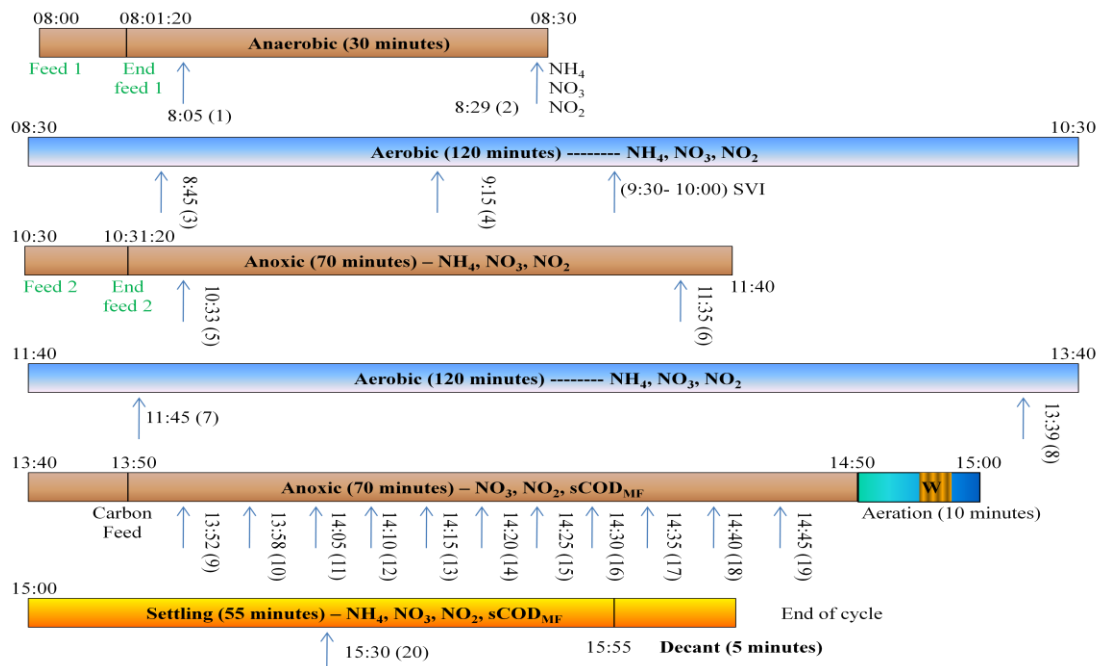 08:00 08:01:20 08:30
Anaerobic (30 minutes)
Feed 1 End feed 1 NH₄
NO₃
NO₂
8:05 (1) 8:29 (2)
08:30 10:30
Aerobic (120 minutes) -------- NH₄, NO₃, NO₂
8:45 (3) 9:15 (4) (9:30- 10:00) SVI
10:30 10:31:20
Anoxic (70 minutes) – NH₄, NO₃, NO₂
Feed 2 End feed 2 11:40
10:33 (5) 11:35 (6)
11:40 13:40
Aerobic (120 minutes) -------- NH₄, NO₃, NO₂
11:45 (7) 13:39 (8)
13:40 13:50 14:50 15:00
Anoxic (70 minutes) – NO₃, NO₂, sCOD_MF W
Carbon Feed Aeration (10 minutes)
13:52 (9) 13:58 (10) 14:05 (11) 14:10 (12) 14:15 (13) 14:20 (14) 14:25 (15) 14:30 (16) 14:35 (17) 14:40 (18) 14:45 (19)
15:00
Settling (55 minutes) – NH₄, NO₃, NO₂, sCOD_MF End of cycle
15:30 (20) 15:55 Decant (5 minutes)